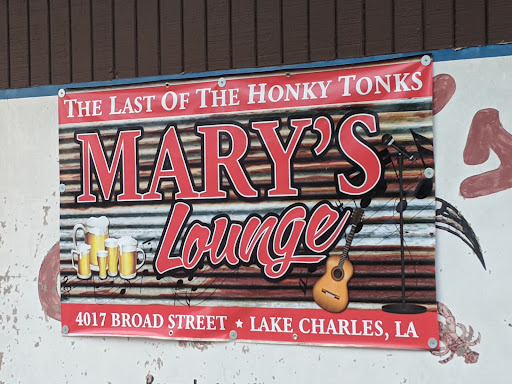 THE LAST OF THE HONKY TONKS
MARY'S
Lounge
4017 BROAD STREET ★ LAKE CHARLES, LA